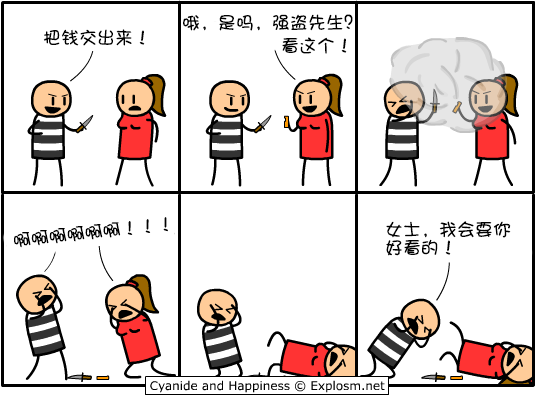 把钱交出来！
哦，是吗，强盗先生？
看这个！
啊啊啊啊啊啊！！！
女士，我会要你
好看的！
Cyanide and Happiness © Explosm.net